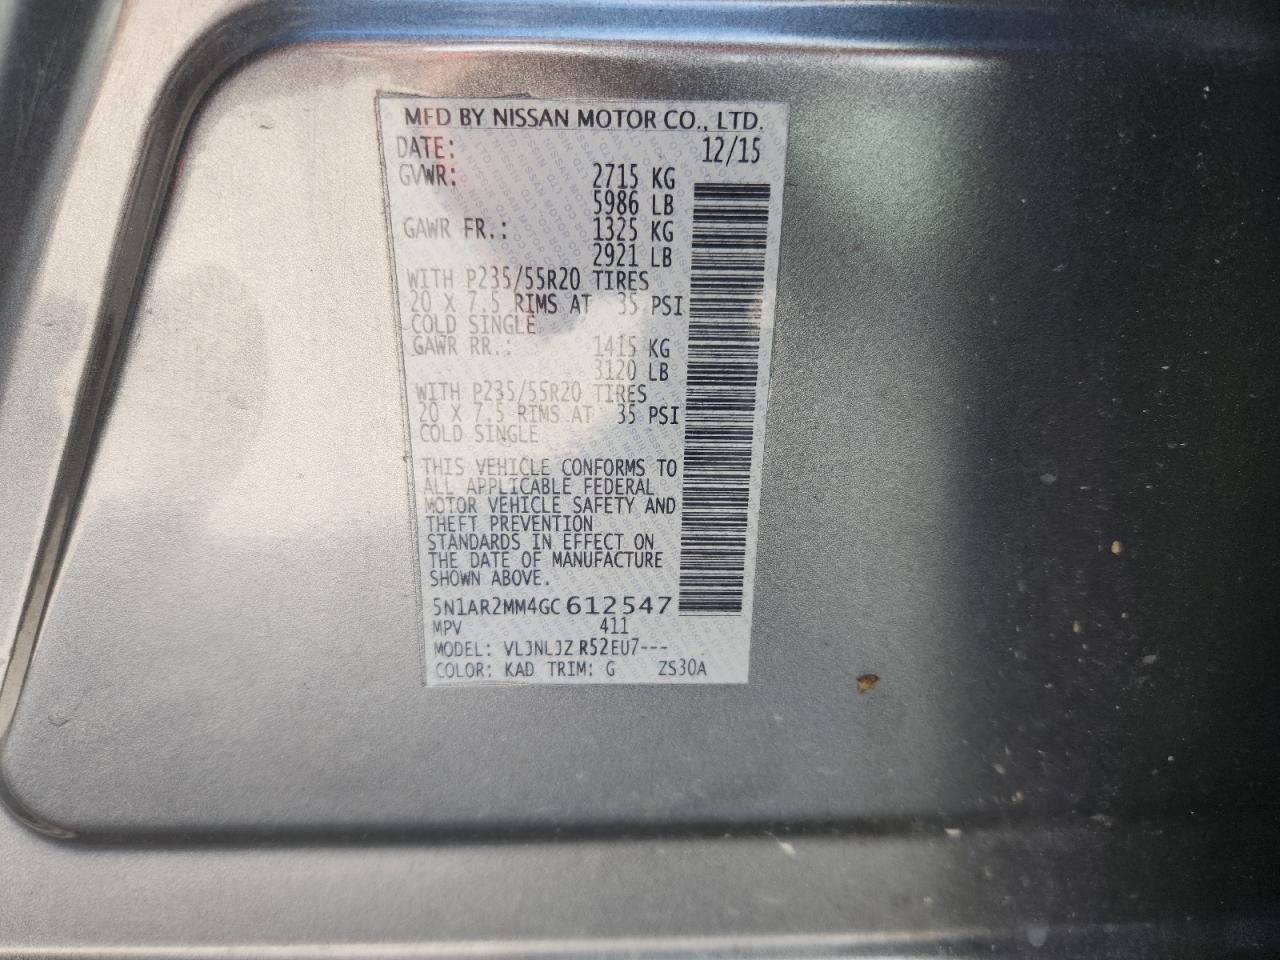 MFD BY NISSAN MOTOR CO., LTD.
DATE: 12/15
GVWR: 2715 KG
5986 LB
GAWR FR.: 1325 KG
2921 LB
WITH P235/55R20 TIRES
20 X 7.5 RIMS AT 35 PSI
COLD SINGLE
GAWR RR.: 1415 KG
3120 LB
WITH P235/55R20 TIRES
20 X 7.5 RIMS AT 35 PSI
COLD SINGLE
THIS VEHICLE CONFORMS TO
ALL APPLICABLE FEDERAL
MOTOR VEHICLE SAFETY AND
THEFT PREVENTION
STANDARDS IN EFFECT ON
THE DATE OF MANUFACTURE
SHOWN ABOVE.
5N1AR2MM4GC612547
MPV 411
MODEL: VLJNLJZ R52EU7---
COLOR: KAD TRIM: G ZS30A